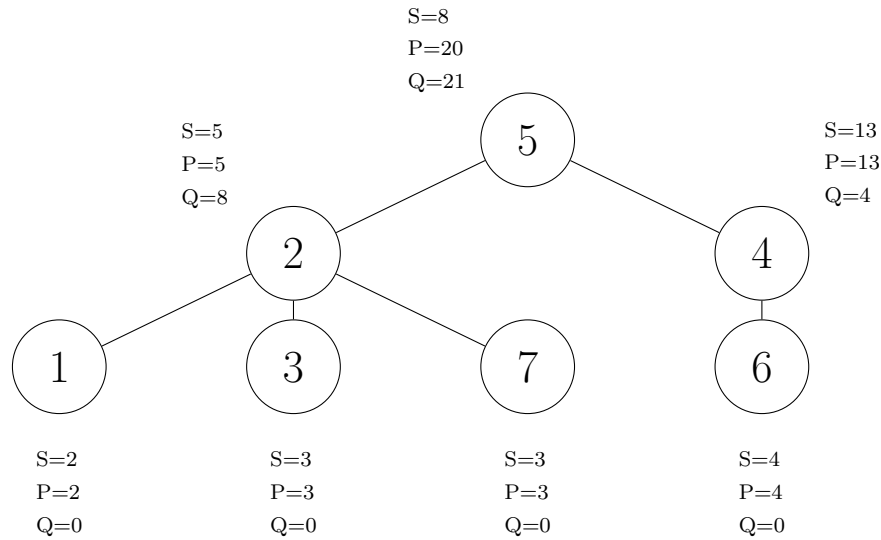 S=8
P=20
Q=21
5
S=5
P=5
Q=8
S=13
P=13
Q=4
2
4
1
3
7
6
S=2
P=2
Q=0
S=3
P=3
Q=0
S=3
P=3
Q=0
S=4
P=4
Q=0